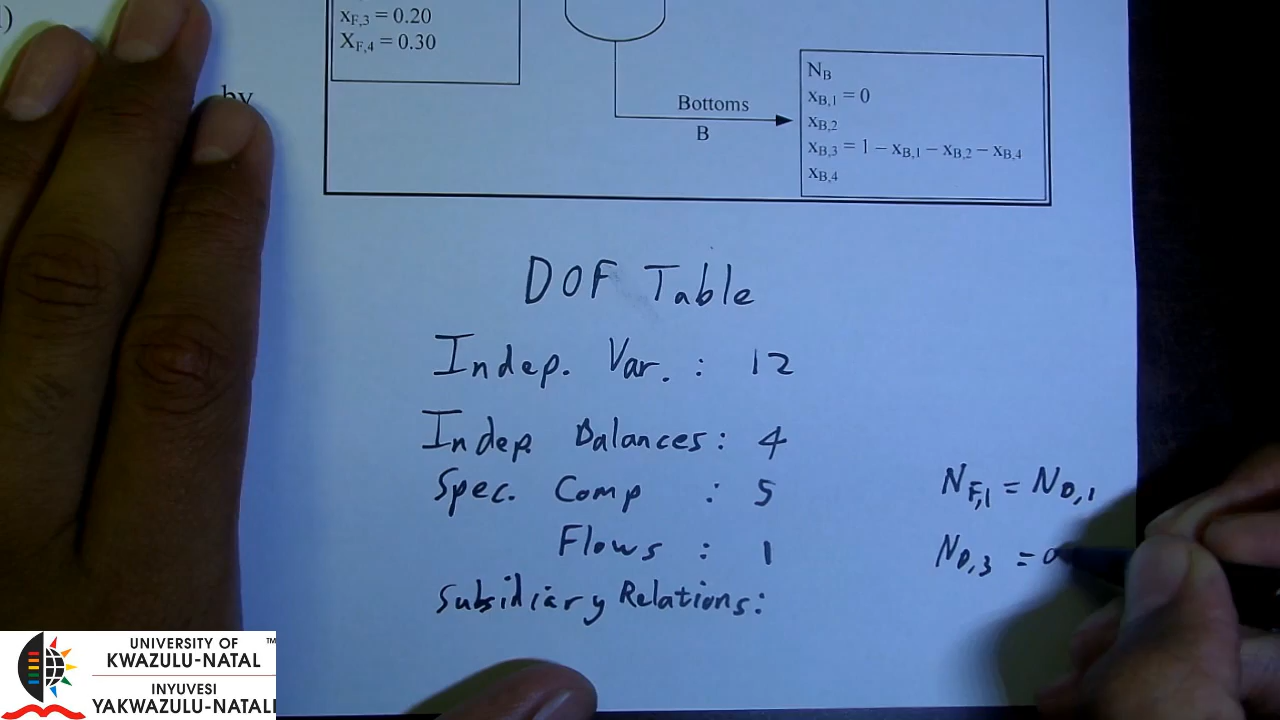 )
x_F,3 = 0.20
X_F,4 = 0.30
by
N_B
x_B,1 = 0
x_B,2
x_B,3 = 1 – x_B,1 – x_B,2 – x_B,4
x_B,4
Bottoms
B
DOF Table
Indep. Var. : 12
Indep. Balances: 4
Spec. Comp : 5
Flows : 1
Subsidiary Relations:
N_F,1 = N_D,1
N_D,3 =
UNIVERSITY OF ™
KWAZULU-NATAL
INYUVESI
YAKWAZULU-NATALI